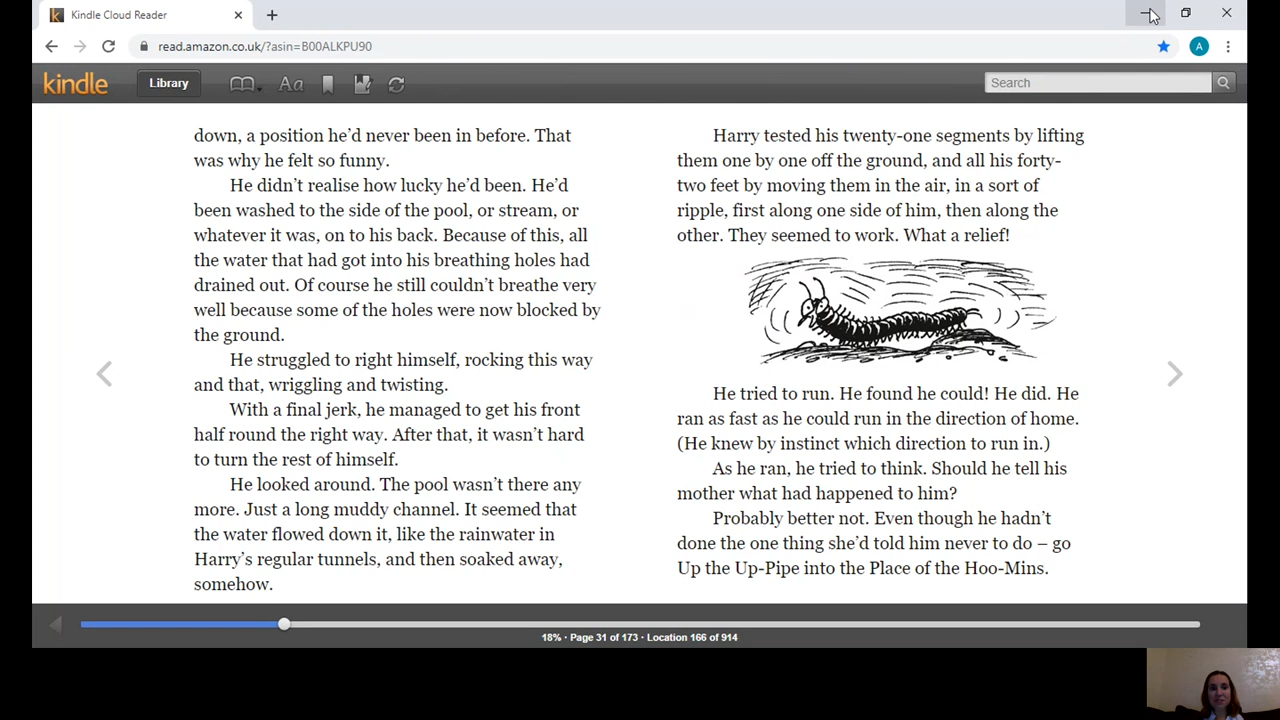 Kindle Cloud Reader
read.amazon.co.uk/?asin=B00ALKPU90
A
kindle
Library
Aa
Search
down, a position he’d never been in before. That
was why he felt so funny.
He didn’t realise how lucky he’d been. He’d
been washed to the side of the pool, or stream, or
whatever it was, on to his back. Because of this, all
the water that had got into his breathing holes had
drained out. Of course he still couldn’t breathe very
well because some of the holes were now blocked by
the ground.
He struggled to right himself, rocking this way
and that, wriggling and twisting.
With a final jerk, he managed to get his front
half round the right way. After that, it wasn’t hard
to turn the rest of himself.
He looked around. The pool wasn’t there any
more. Just a long muddy channel. It seemed that
the water flowed down it, like the rainwater in
Harry’s regular tunnels, and then soaked away,
somehow.
Harry tested his twenty-one segments by lifting
them one by one off the ground, and all his forty-
two feet by moving them in the air, in a sort of
ripple, first along one side of him, then along the
other. They seemed to work. What a relief!
He tried to run. He found he could! He did. He
ran as fast as he could run in the direction of home.
(He knew by instinct which direction to run in.)
As he ran, he tried to think. Should he tell his
mother what had happened to him?
Probably better not. Even though he hadn’t
done the one thing she’d told him never to do – go
Up the Up-Pipe into the Place of the Hoo-Mins.
18% · Page 31 of 173 · Location 166 of 914